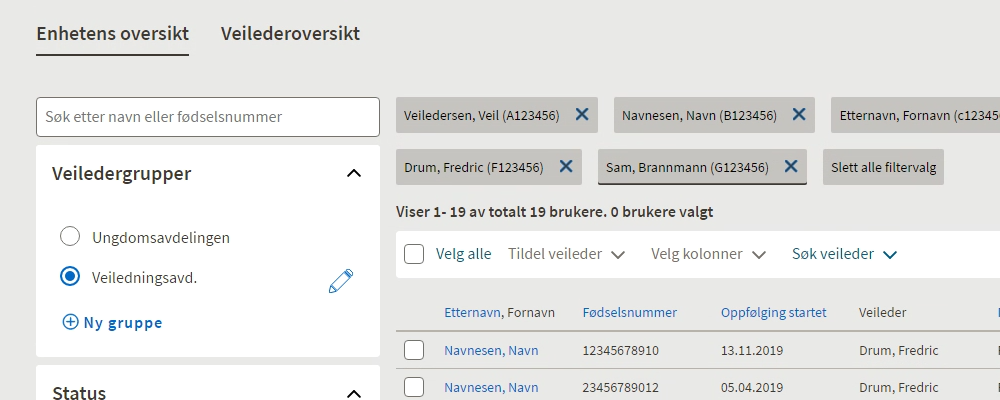 Enhetens oversikt Veilederoversikt
Søk etter navn eller fødselsnummer
Veiledergrupper
Ungdomsavdelingen
Veiledningsavd.
Ny gruppe
Status
Veiledersen, Veil (A123456) Navnesen, Navn (B123456) Etternavn, Fornavn (c12345
Drum, Fredric (F123456) Sam, Brannmann (G123456) Slett alle filtervalg
Viser 1- 19 av totalt 19 brukere. 0 brukere valgt
Velg alle Tildel veileder Velg kolonner Søk veileder
Etternavn, Fornavn Fødselsnummer Oppfølging startet Veileder
Navnesen, Navn 12345678910 13.11.2019 Drum, Fredric
Navnesen, Navn 23456789012 05.04.2019 Drum, Fredric